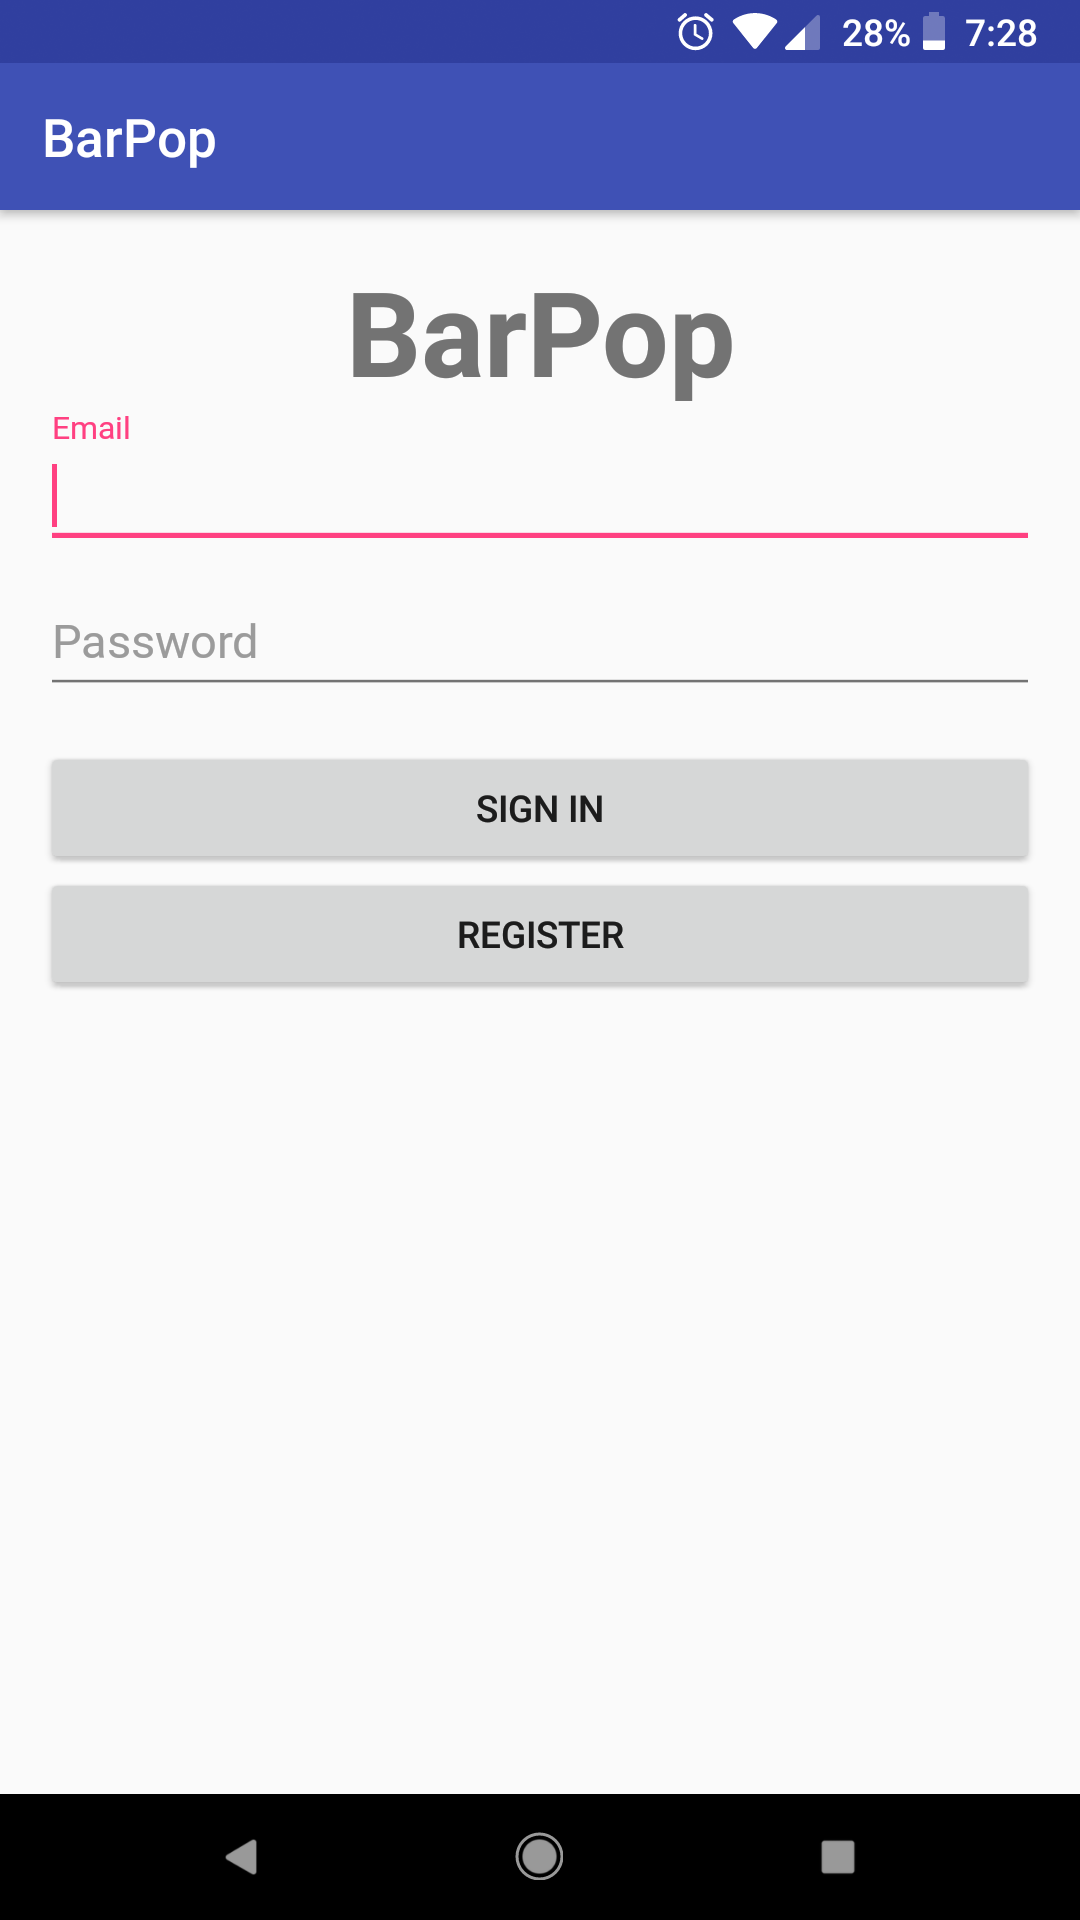 28% 7:28
BarPop
BarPop
Email
Password
SIGN IN
REGISTER